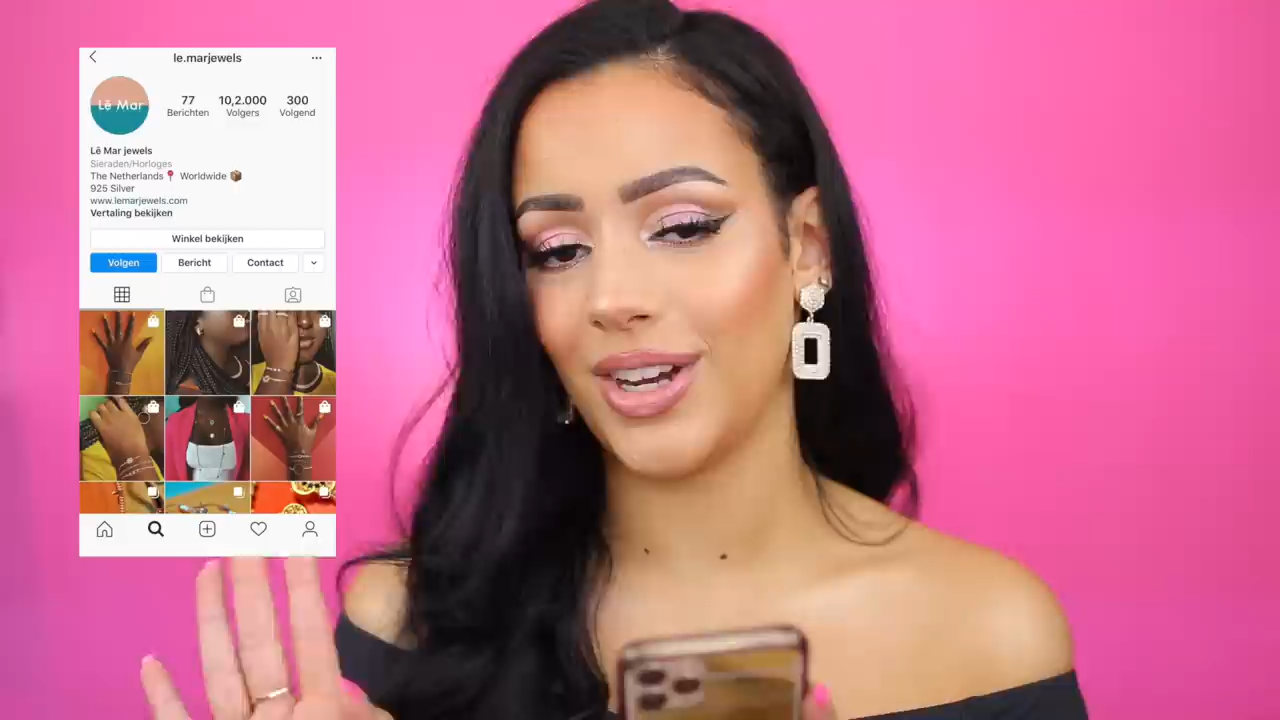 le.marjewels
Lē Mar
77 10,2.000 300
Berichten Volgers Volgend
Lē Mar jewels
Sieraden/Horloges
The Netherlands📍 Worldwide 📦
925 Silver
www.lemarjewels.com
Vertaling bekijken
Winkel bekijken
Volgen Bericht Contact